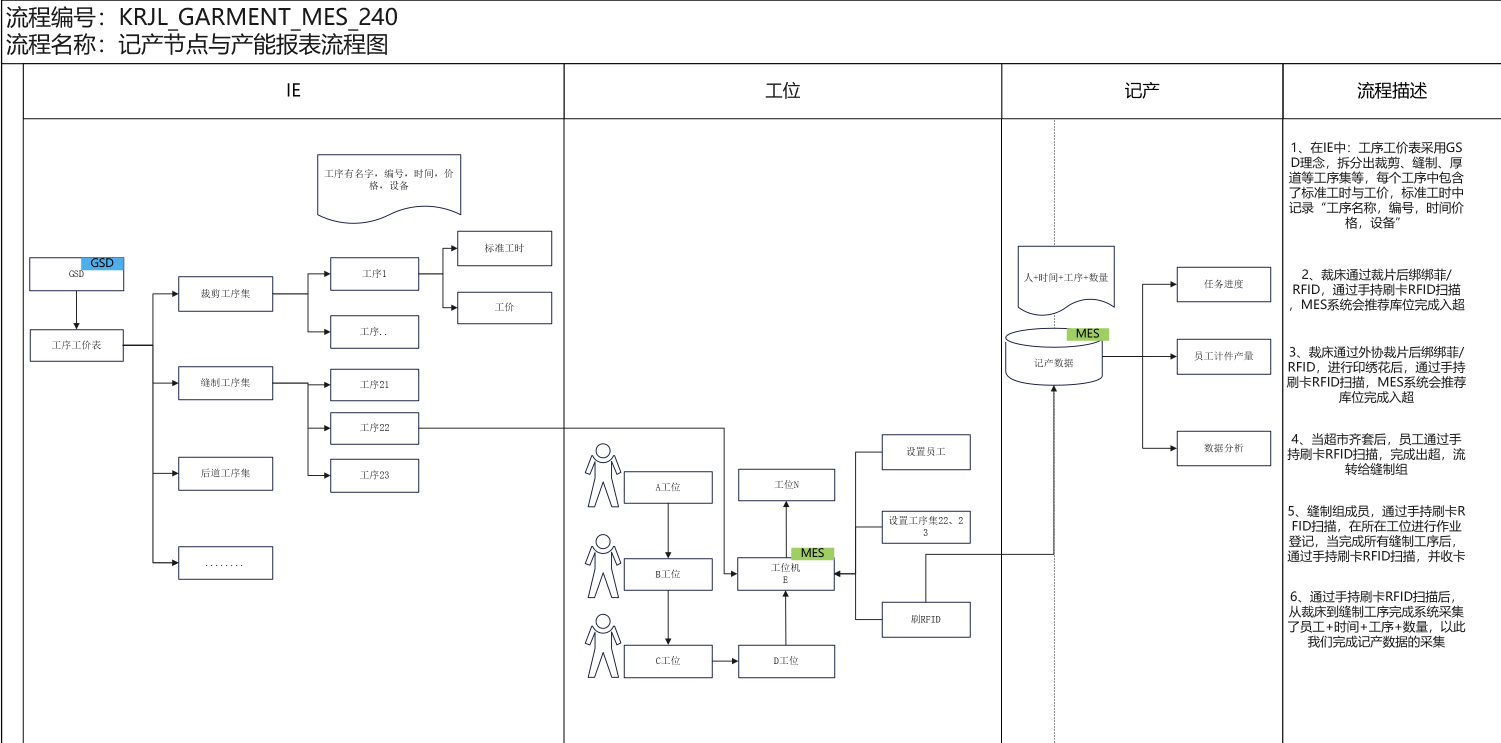 流程编号：KRJL_GARMENT_MES_240
流程名称：记产节点与产能报表流程图
IE
工位
记产
流程描述
工序有名字，编号，时间，价
格，设备
GSD
GSD
工序工价表
裁剪工序集
缝制工序集
后道工序集
........
工序1
工序..
工序21
工序22
工序23
标准工时
工价
A工位
B工位
C工位
D工位
工位N
MES
工位机
E
设置员工
设置工序集22、2
3
刷RFID
人+时间+工序+数量
MES
记产数据
任务进度
员工计件产量
数据分析
1、在IE中：工序工价表采用GS
D理念，拆分出裁剪、缝制、厚
道等工序集等，每个工序中包含
了标准工时与工价，标准工时中
记录“工序名称，编号，时间价
格，设备”
2、裁床通过裁片后绑绑菲/
RFID，通过手持刷卡RFID扫描
，MES系统会推荐库位完成入超
3、裁床通过外协裁片后绑绑菲/
RFID，进行印绣花后，通过手持
刷卡RFID扫描，MES系统会推荐
库位完成入超
4、当超市齐套后，员工通过手
持刷卡RFID扫描，完成出超，流
转给缝制组
5、缝制组成员，通过手持刷卡R
FID扫描，在所在工位进行作业
登记，当完成所有缝制工序后，
通过手持刷卡RFID扫描，并收卡
6、通过手持刷卡RFID扫描后，
从裁床到缝制工序完成系统采集
了员工+时间+工序+数量，以此
我们完成记产数据的采集